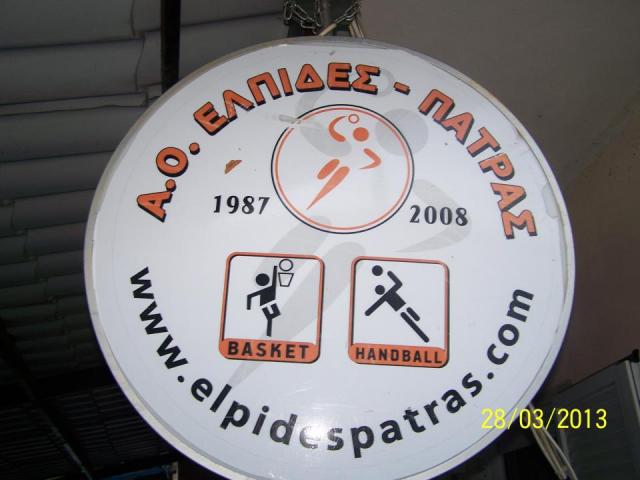 Α.Ο. ΕΛΠΙΔΕΣ - ΠΑΤΡΑΣ
1987 2008
BASKET HANDBALL
www.elpidespatras.com
28/03/2013